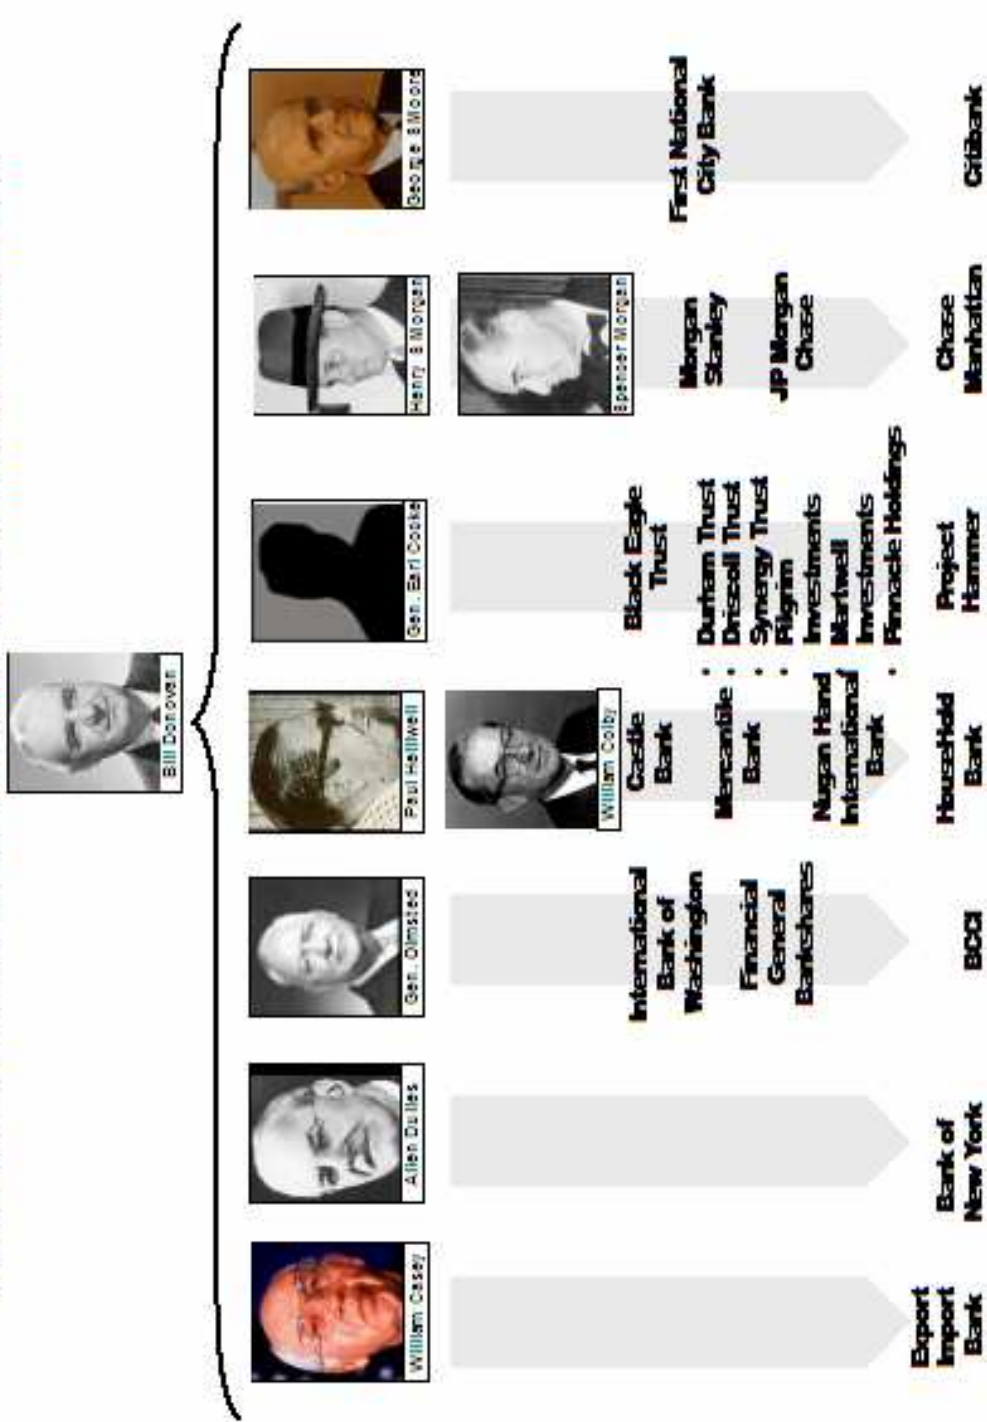 Bill Donovan
William Casey
Allen Dulles
Gen. Olmsted
Paul Helliwell
Gen. Earl Cooke
Henry S Morgan
George S Moore
William Colby
Spencer Morgan
International
Bank of
Washington
Financial
General
Bankshares
Castle
Bank
Mercantile
Bank
Nugan Hand
International
Bank
Black Eagle
Trust
• Durham Trust
• Driscoll Trust
• Synergy Trust
• Pilgrim
Investments
Martwell
Investments
• Pinnacle Holdings
Morgan
Stanley
JP Morgan
Chase
First National
City Bank
Export
Import
Bank
Bank of
New York
BCCI
HouseHold
Bank
Project
Hammer
Chase
Manhattan
Citibank